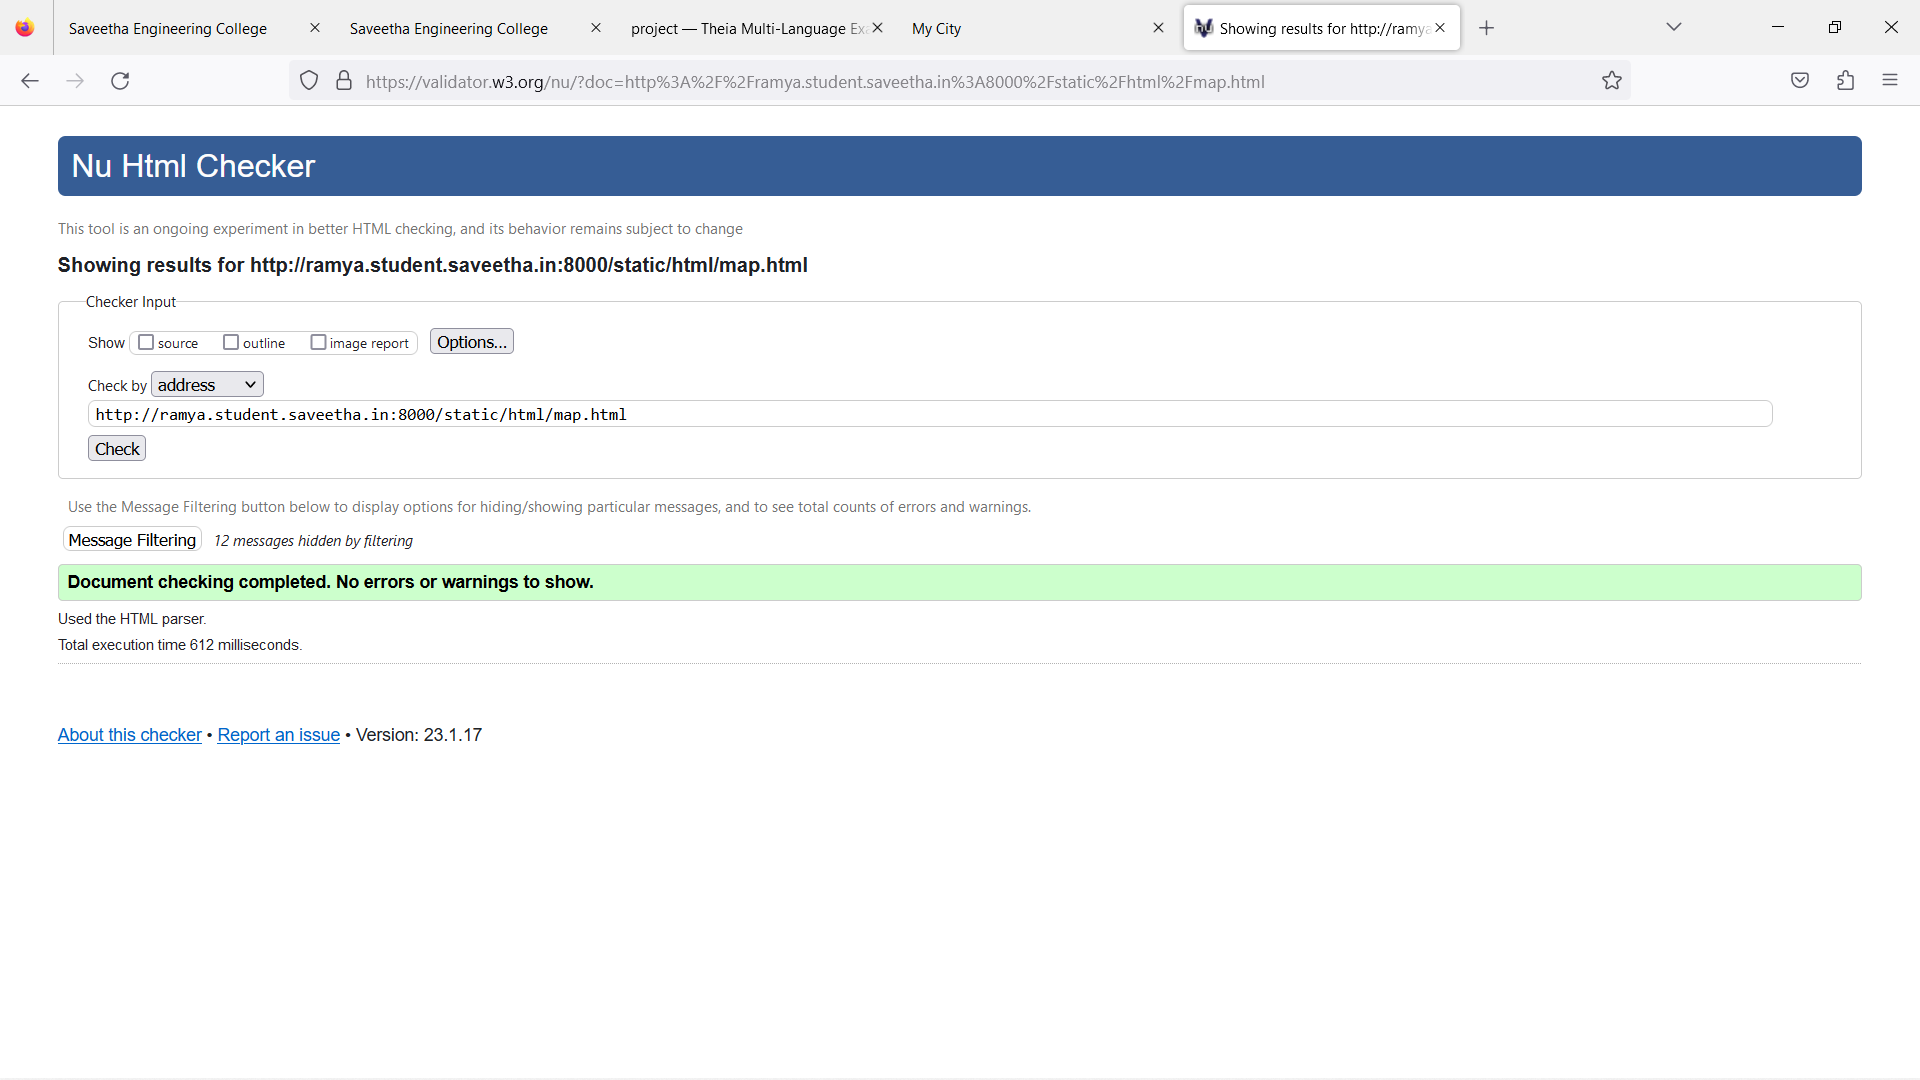 Saveetha Engineering College
Saveetha Engineering College
project — Theia Multi-Language Exa
My City
Showing results for http://ramya
https://validator.w3.org/nu/?doc=http%3A%2F%2Framya.student.saveetha.in%3A8000%2Fstatic%2Fhtml%2Fmap.html
Nu Html Checker
This tool is an ongoing experiment in better HTML checking, and its behavior remains subject to change
Showing results for http://ramya.student.saveetha.in:8000/static/html/map.html
Checker Input
Show source outline image report Options...
Check by address
http://ramya.student.saveetha.in:8000/static/html/map.html
Check
Use the Message Filtering button below to display options for hiding/showing particular messages, and to see total counts of errors and warnings.
Message Filtering 12 messages hidden by filtering
Document checking completed. No errors or warnings to show.
Used the HTML parser.
Total execution time 612 milliseconds.
About this checker • Report an issue • Version: 23.1.17